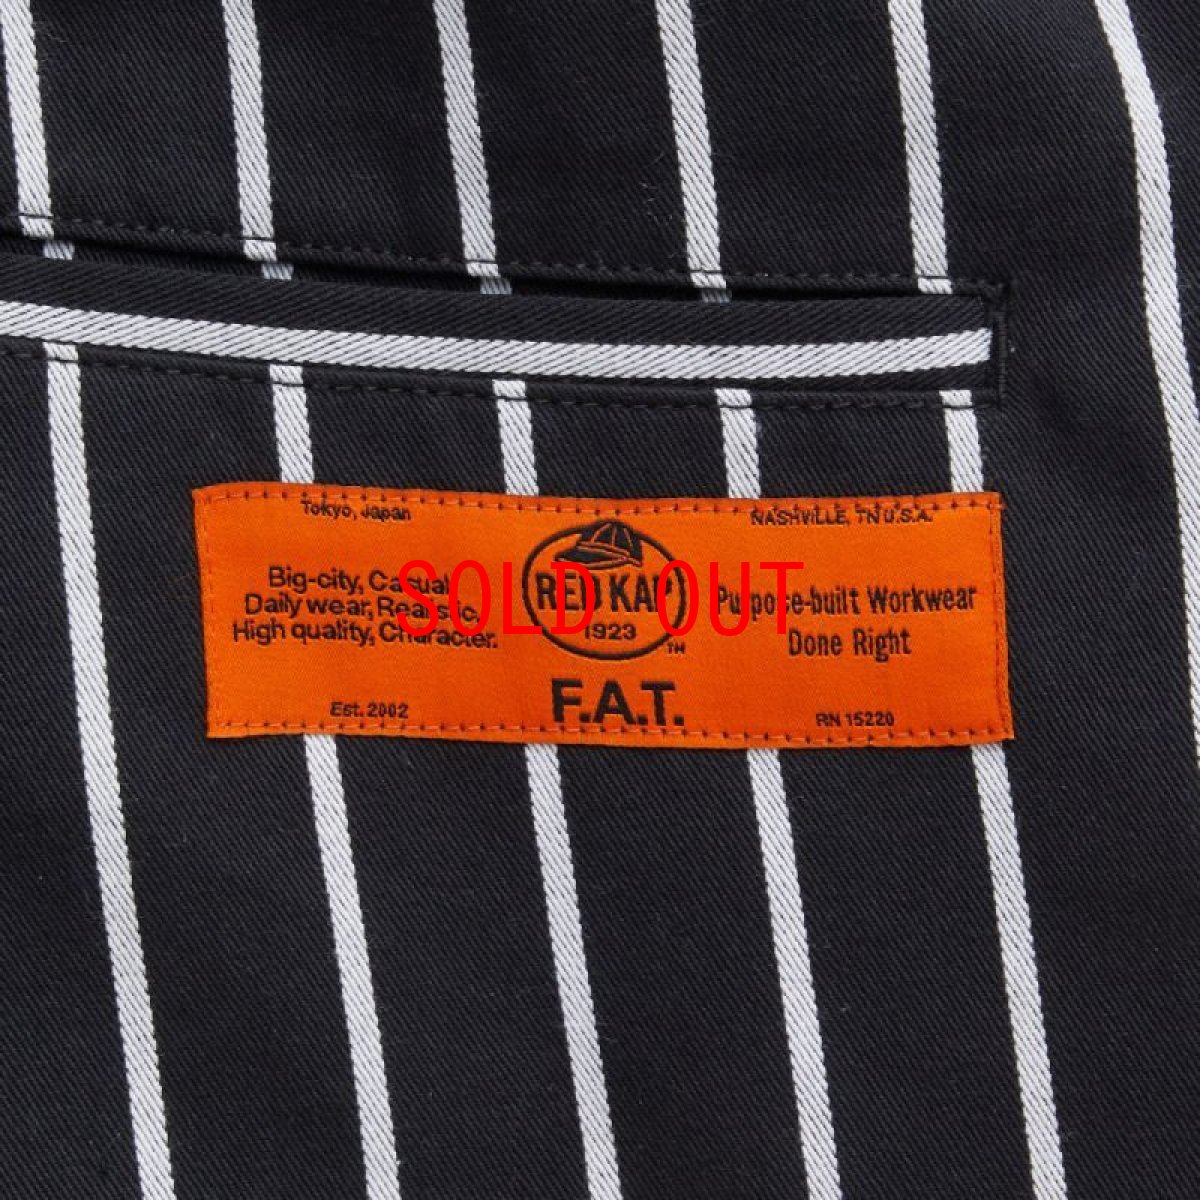 Tokyo, Japan
NASHVILLE, TN U.S.A.
Big-city, Casual,
Daily wear, Realistic,
High quality, Character.
RED KAP
1923
TM
Purpose-built Workwear
Done Right
SOLD OUT
Est. 2002
F.A.T.
RN 15220